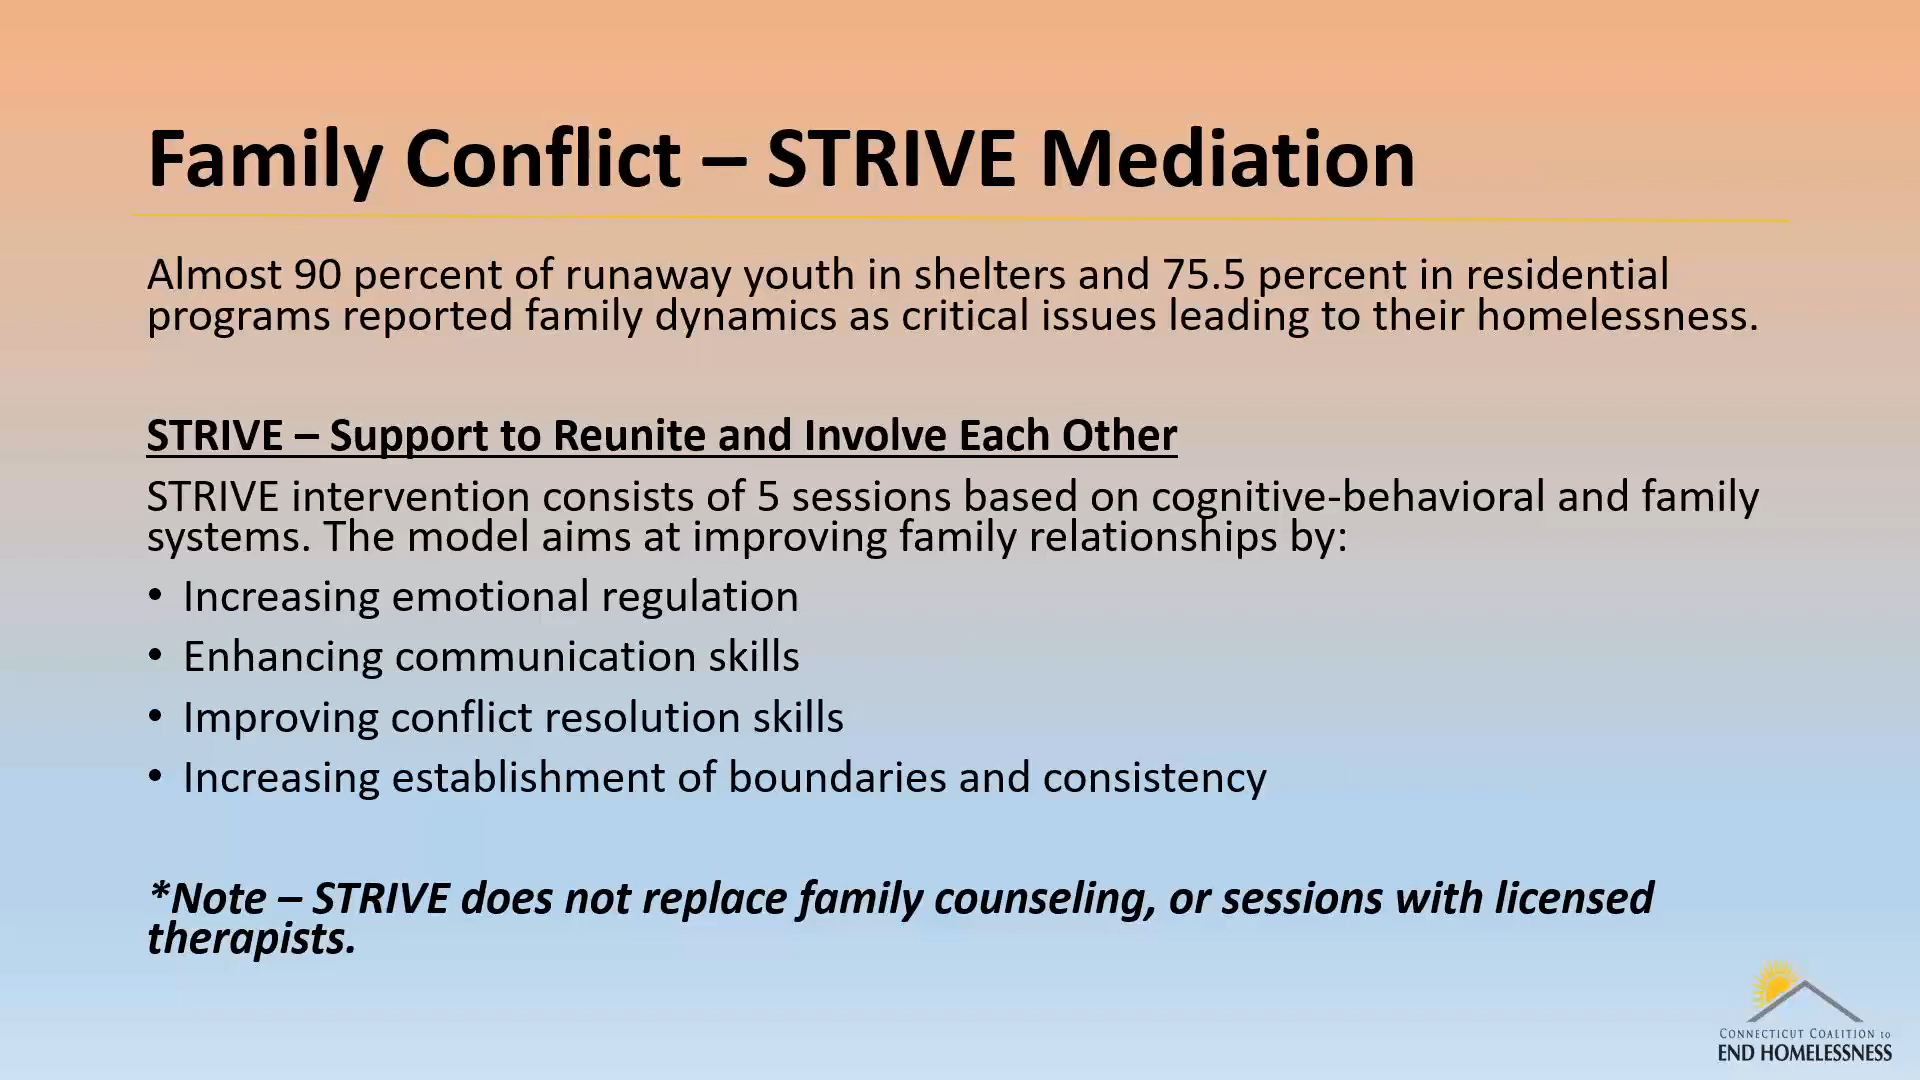 Family Conflict – STRIVE Mediation
Almost 90 percent of runaway youth in shelters and 75.5 percent in residential
programs reported family dynamics as critical issues leading to their homelessness.
STRIVE – Support to Reunite and Involve Each Other
STRIVE intervention consists of 5 sessions based on cognitive-behavioral and family
systems. The model aims at improving family relationships by:
• Increasing emotional regulation
• Enhancing communication skills
• Improving conflict resolution skills
• Increasing establishment of boundaries and consistency
*Note – STRIVE does not replace family counseling, or sessions with licensed
therapists.
CONNECTICUT COALITION to
END HOMELESSNESS